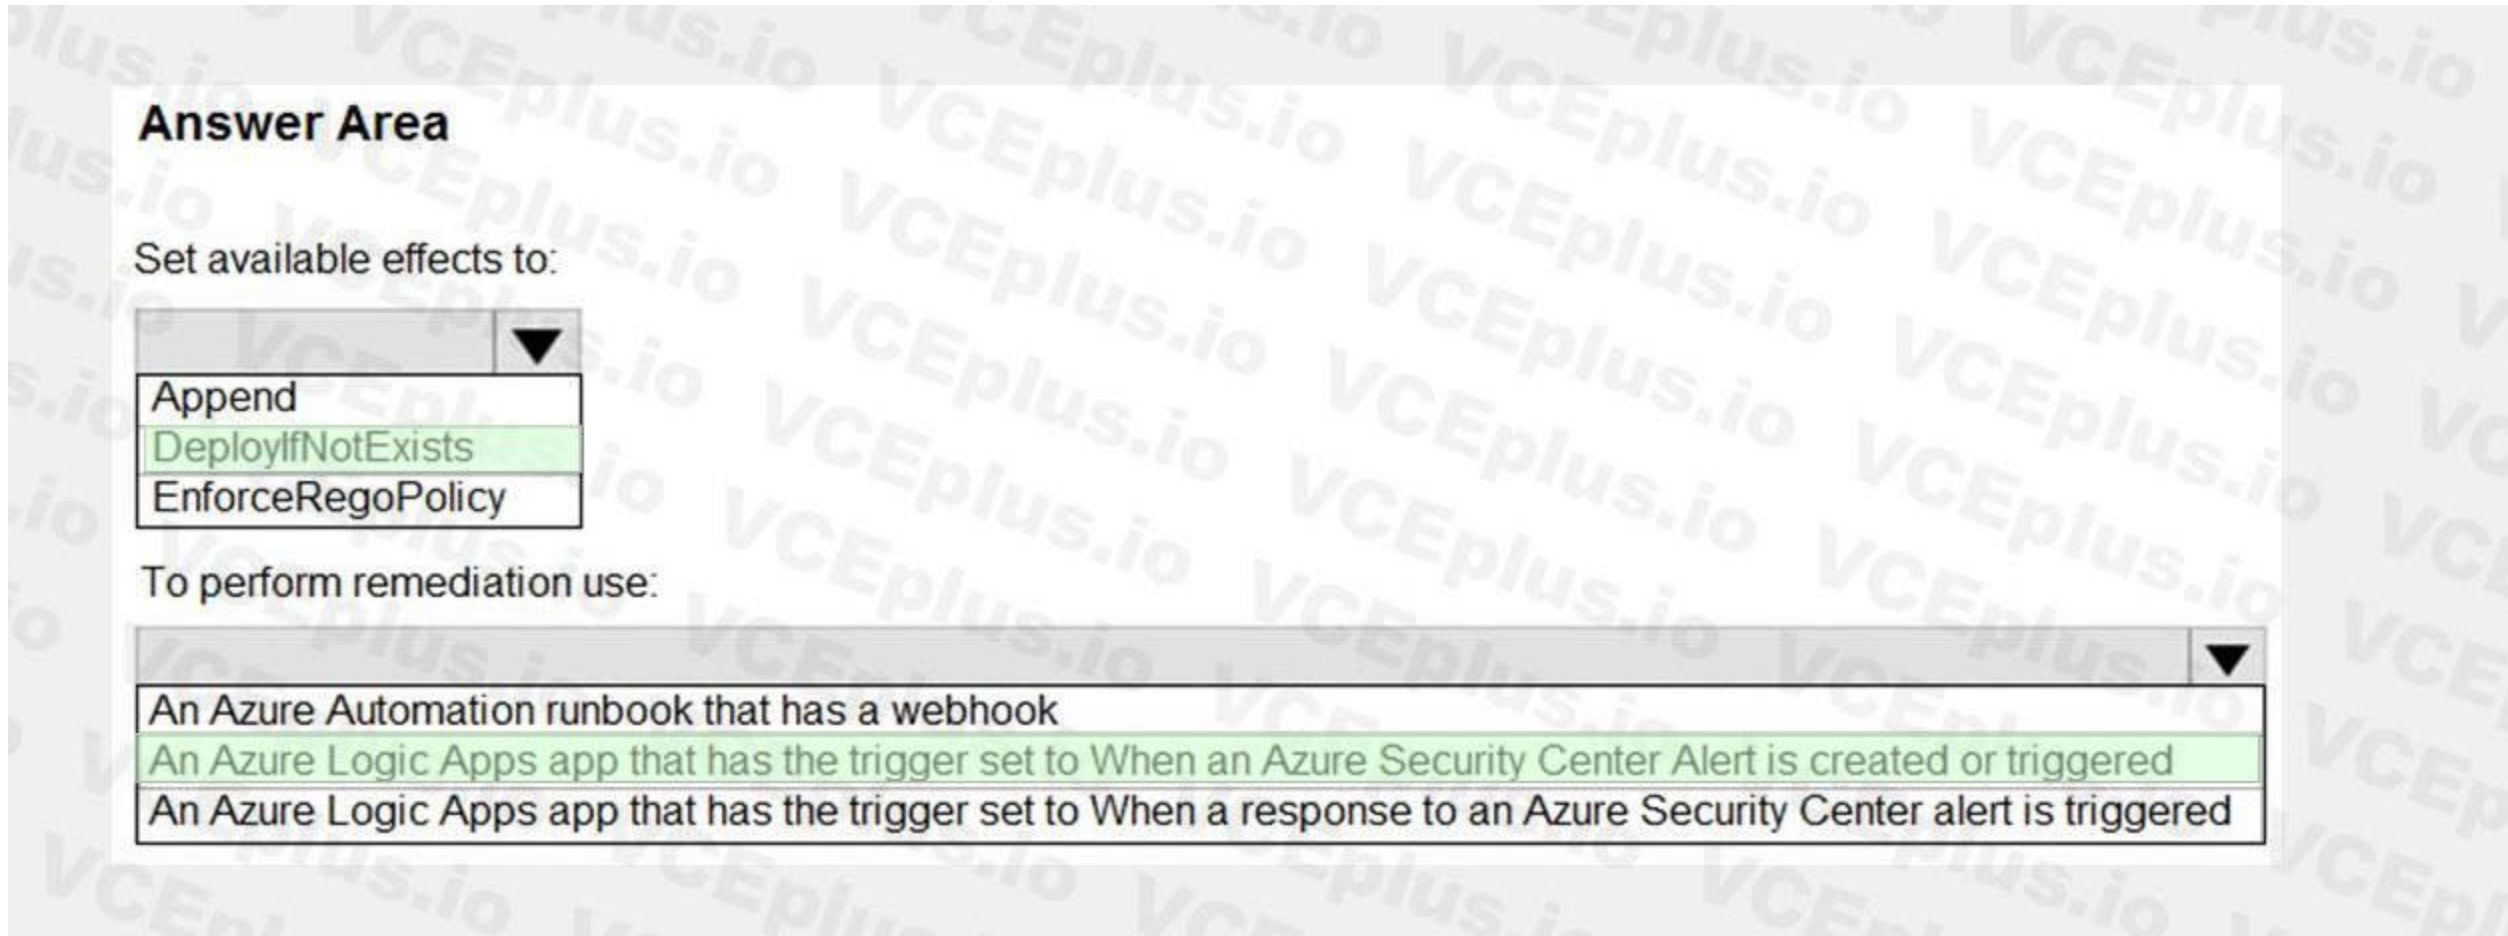 Answer Area
Set available effects to:
Append
DeployIfNotExists
EnforceRegoPolicy
To perform remediation use:
An Azure Automation runbook that has a webhook
An Azure Logic Apps app that has the trigger set to When an Azure Security Center Alert is created or triggered
An Azure Logic Apps app that has the trigger set to When a response to an Azure Security Center alert is triggered
VCEplus.io